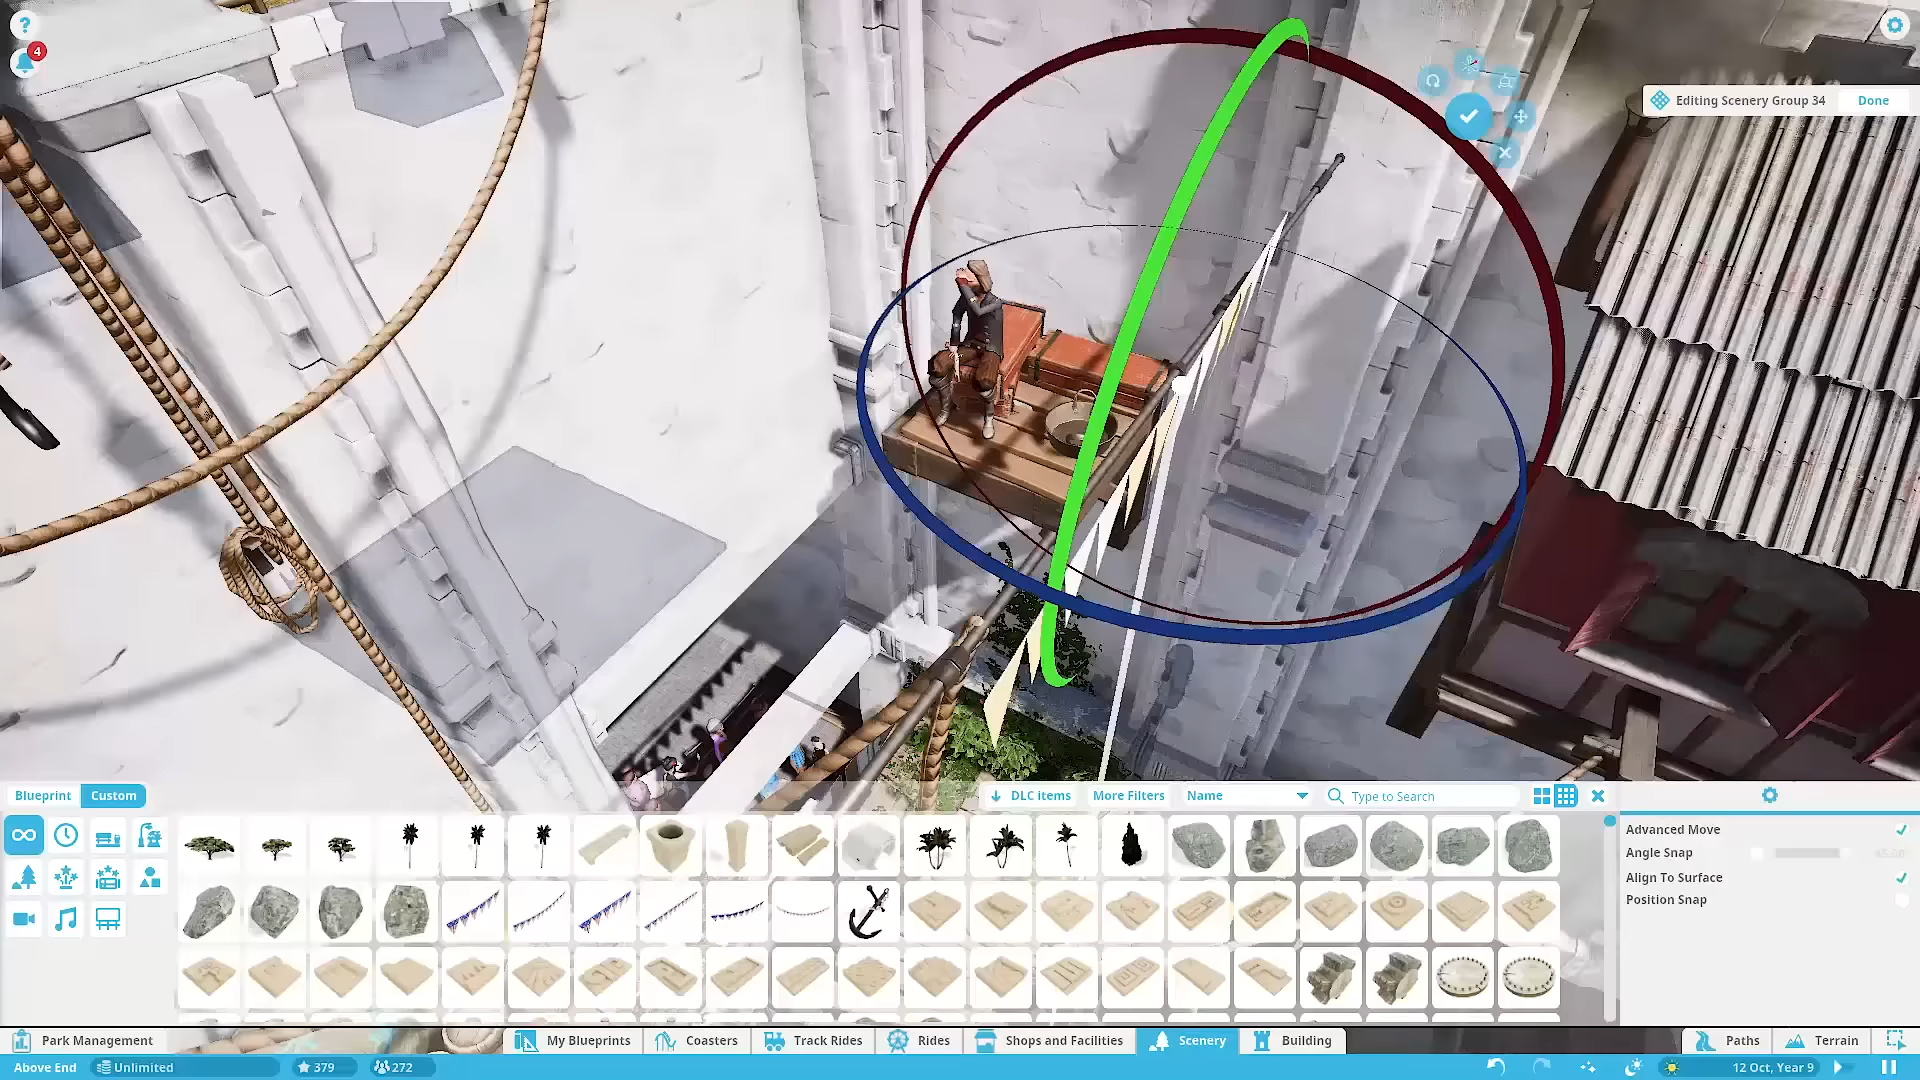 ?
4
Editing Scenery Group 34
Done
Blueprint
Custom
DLC items
More Filters
Name
Type to Search
Advanced Move
Angle Snap
Align To Surface
Position Snap
Park Management
My Blueprints
Coasters
Track Rides
Rides
Shops and Facilities
Scenery
Building
Paths
Terrain
Above End
Unlimited
379
272
12 Oct, Year 9